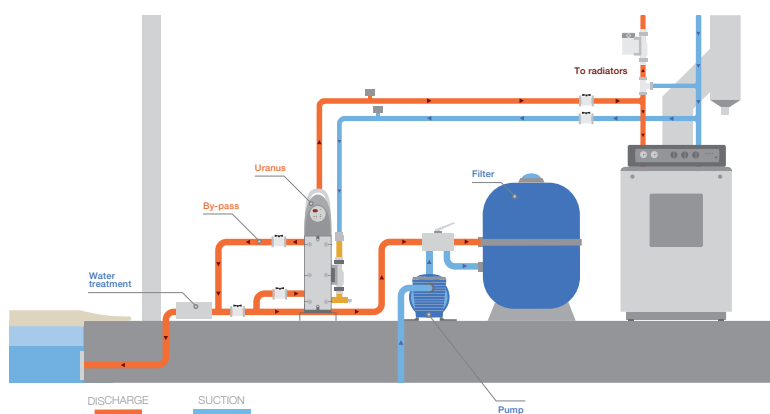 To radiators
Uranus
Filter
By-pass
Water
treatment
DISCHARGE
SUCTION
Pump